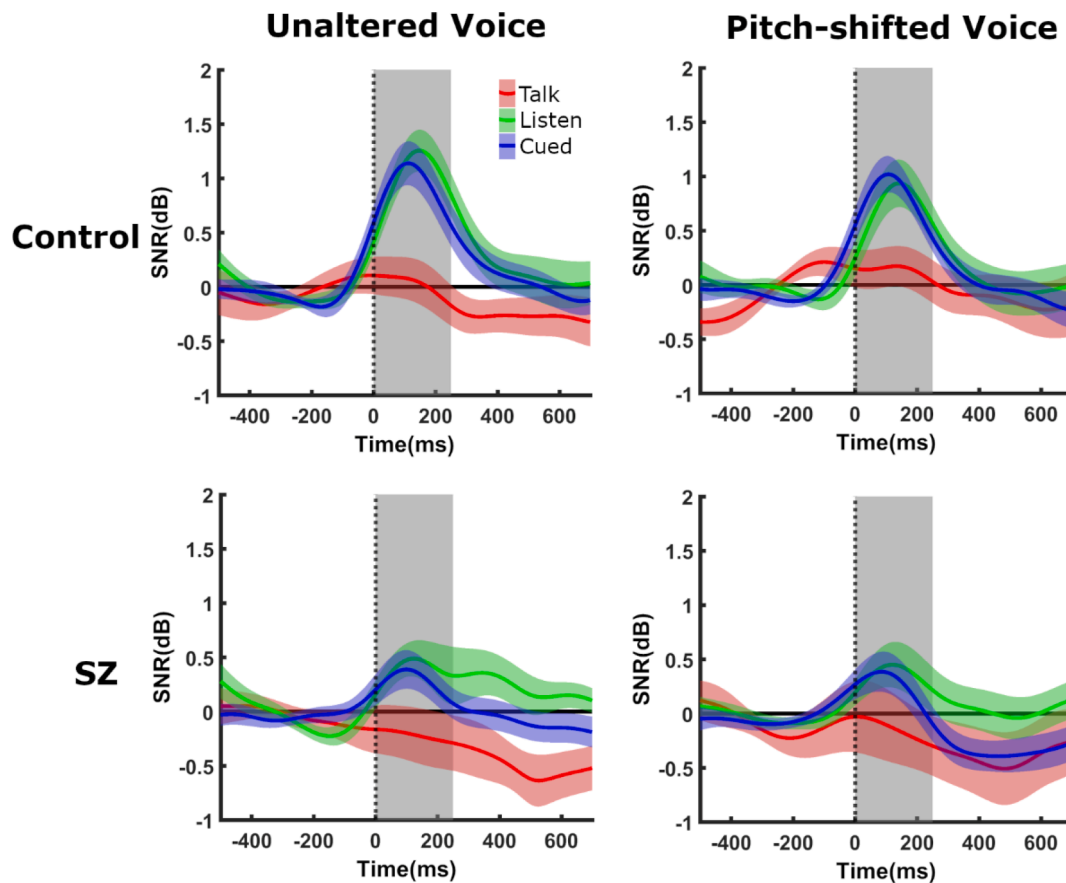 Unaltered Voice
Pitch-shifted Voice
Control
SZ
2
1.5
1
0.5
0
-0.5
-1
SNR(dB)
Talk
Listen
Cued
-400 -200 0 200 400 600
Time(ms)
2
1.5
1
0.5
0
-0.5
-1
SNR(dB)
-400 -200 0 200 400 600
Time(ms)
2
1.5
1
0.5
0
-0.5
-1
SNR(dB)
-400 -200 0 200 400 600
Time(ms)
2
1.5
1
0.5
0
-0.5
-1
SNR(dB)
-400 -200 0 200 400 600
Time(ms)